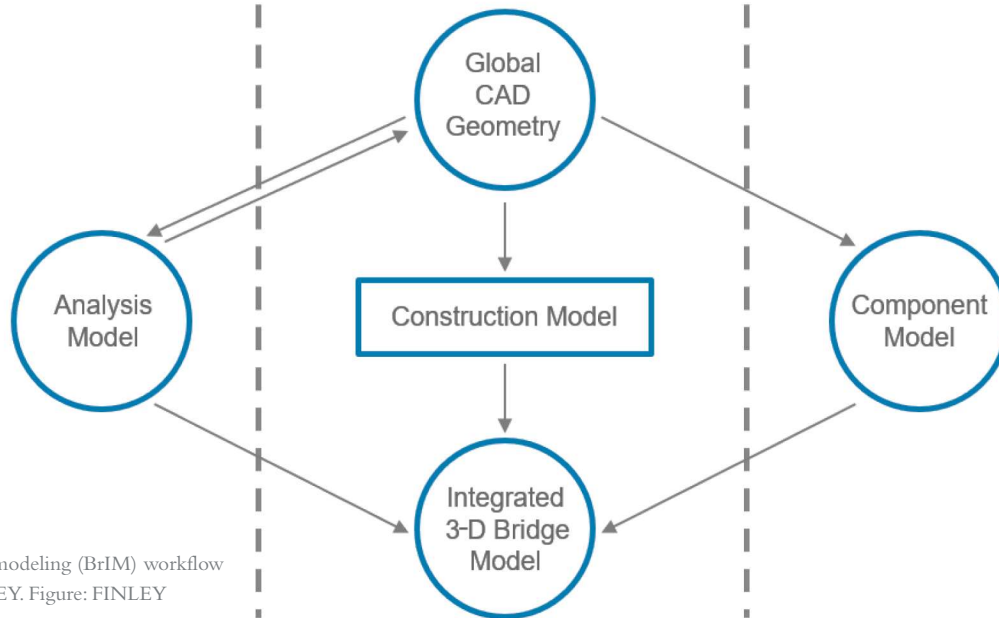 Global
CAD
Geometry
Analysis
Model
Construction Model
Component
Model
Integrated
3-D Bridge
Model
modeling (BrIM) workflow
EY. Figure: FINLEY